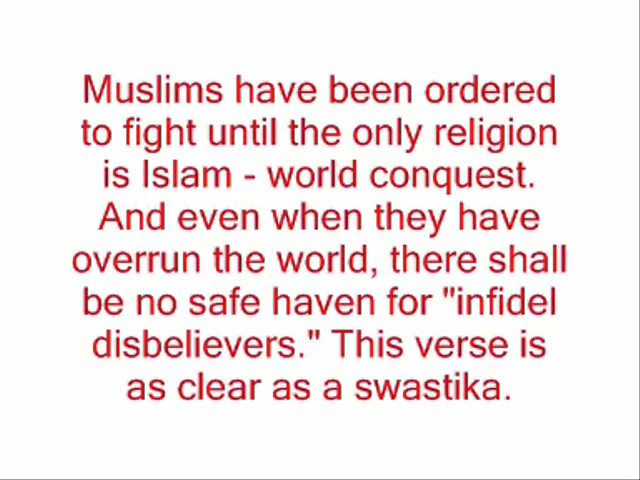 Muslims have been ordered
to fight until the only religion
is Islam - world conquest.
And even when they have
overrun the world, there shall
be no safe haven for "infidel
disbelievers." This verse is
as clear as a swastika.